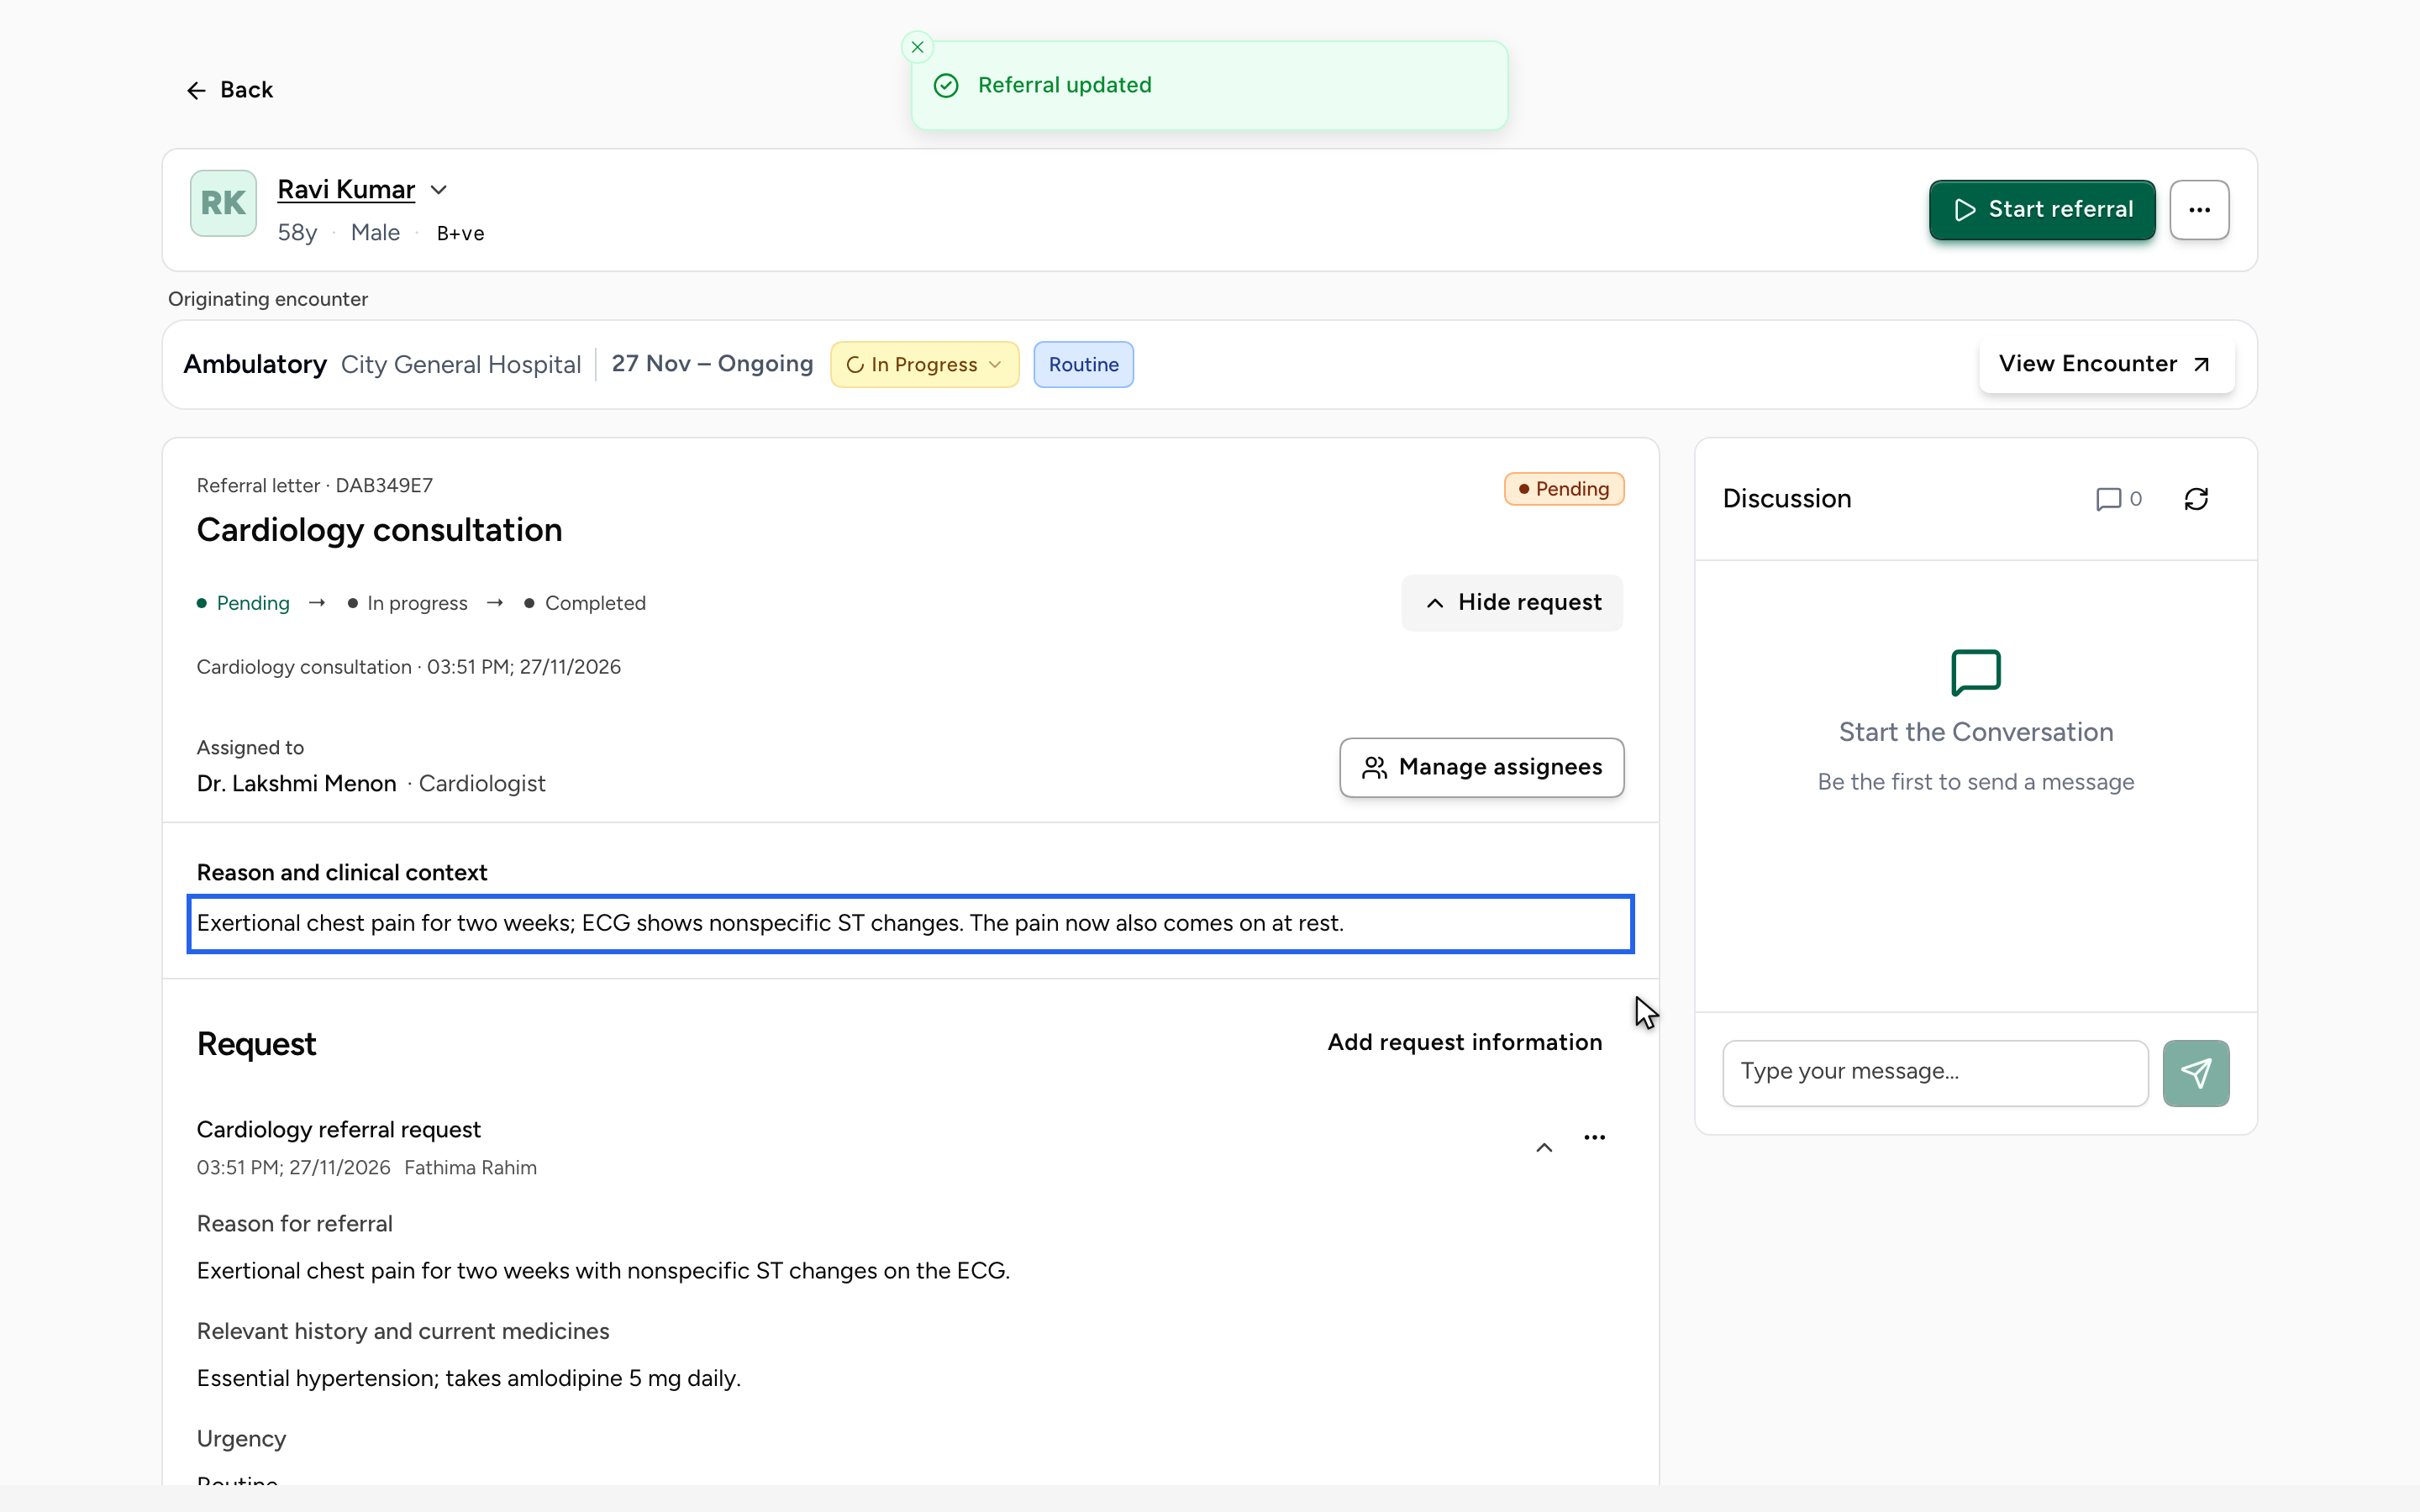 Referral updated
Back
RK
Ravi Kumar
58y · Male · B+ve
Start referral
Originating encounter
Ambulatory City General Hospital 27 Nov – Ongoing In Progress Routine
View Encounter
Referral letter · DAB349E7
Pending
Cardiology consultation
Pending → In progress → Completed
Hide request
Cardiology consultation · 03:51 PM; 27/11/2026
Assigned to
Dr. Lakshmi Menon · Cardiologist
Manage assignees
Reason and clinical context
Exertional chest pain for two weeks; ECG shows nonspecific ST changes. The pain now also comes on at rest.
Request
Add request information
Cardiology referral request
03:51 PM; 27/11/2026 Fathima Rahim
Reason for referral
Exertional chest pain for two weeks with nonspecific ST changes on the ECG.
Relevant history and current medicines
Essential hypertension; takes amlodipine 5 mg daily.
Urgency
Routine
Discussion
0
Start the Conversation
Be the first to send a message
Type your message...